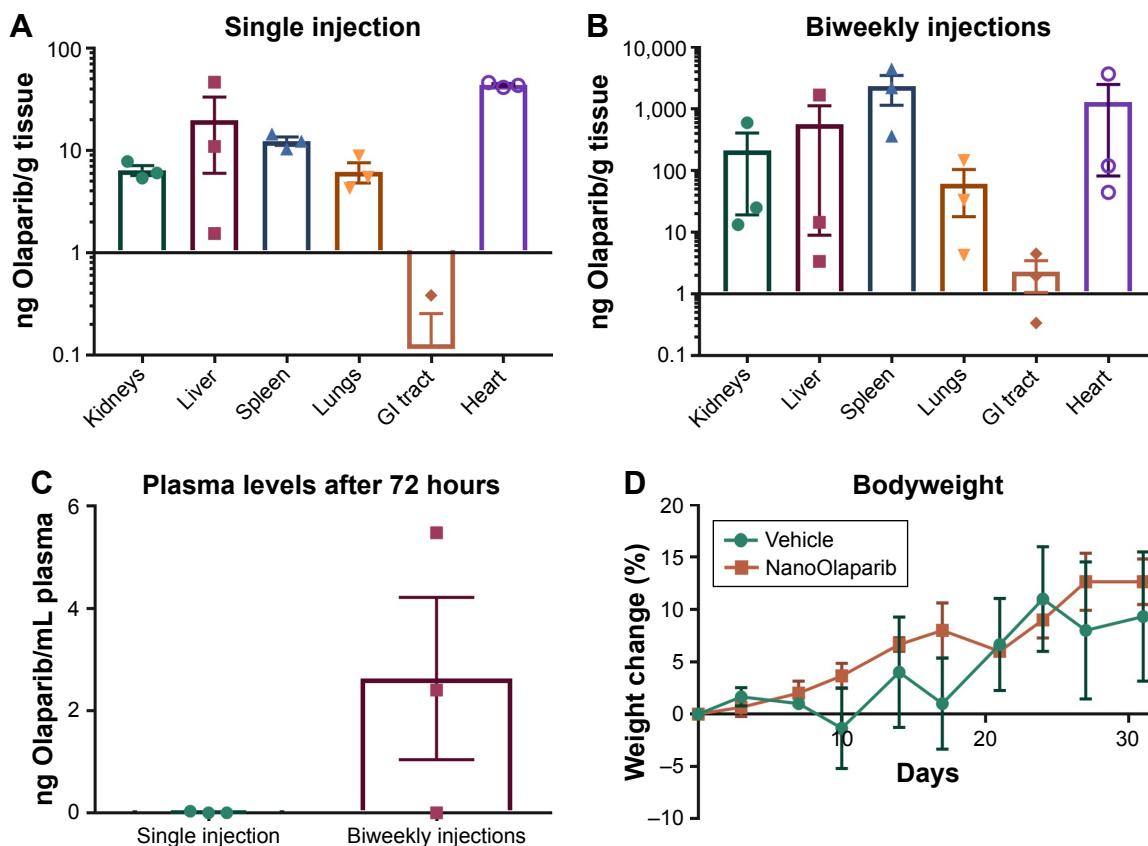 A
Single injection
ng Olaparib/g tissue
100
10
1
0.1
Kidneys
Liver
Spleen
Lungs
GI tract
Heart
B
Biweekly injections
ng Olaparib/g tissue
10,000
1,000
100
10
1
0.1
Kidneys
Liver
Spleen
Lungs
GI tract
Heart
C
Plasma levels after 72 hours
ng Olaparib/mL plasma
6
4
2
0
Single injection
Biweekly injections
D
Bodyweight
Weight change (%)
20
15
10
5
0
–5
–10
Vehicle
NanoOlaparib
10
20
30
Days